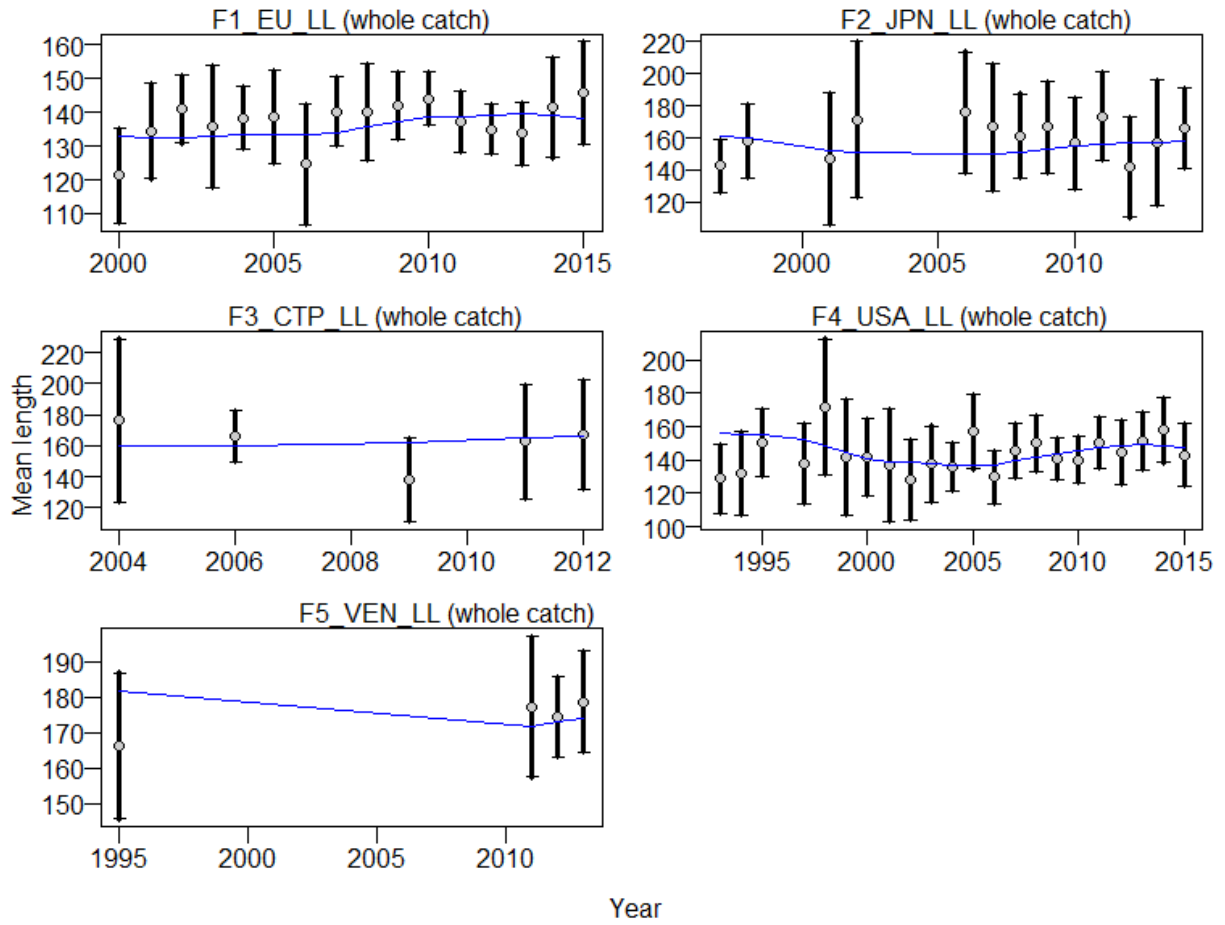 F1_EU_LL (whole catch)
160
150
140
130
120
110
2000 2005 2010 2015
F2_JPN_LL (whole catch)
220
200
180
160
140
120
2000 2005 2010
F3_CTP_LL (whole catch)
220
200
180
160
140
120
2004 2006 2008 2010 2012
F4_USA_LL (whole catch)
200
180
160
140
120
100
1995 2000 2005 2010 2015
F5_VEN_LL (whole catch)
190
180
170
160
150
1995 2000 2005 2010
Mean length
Year